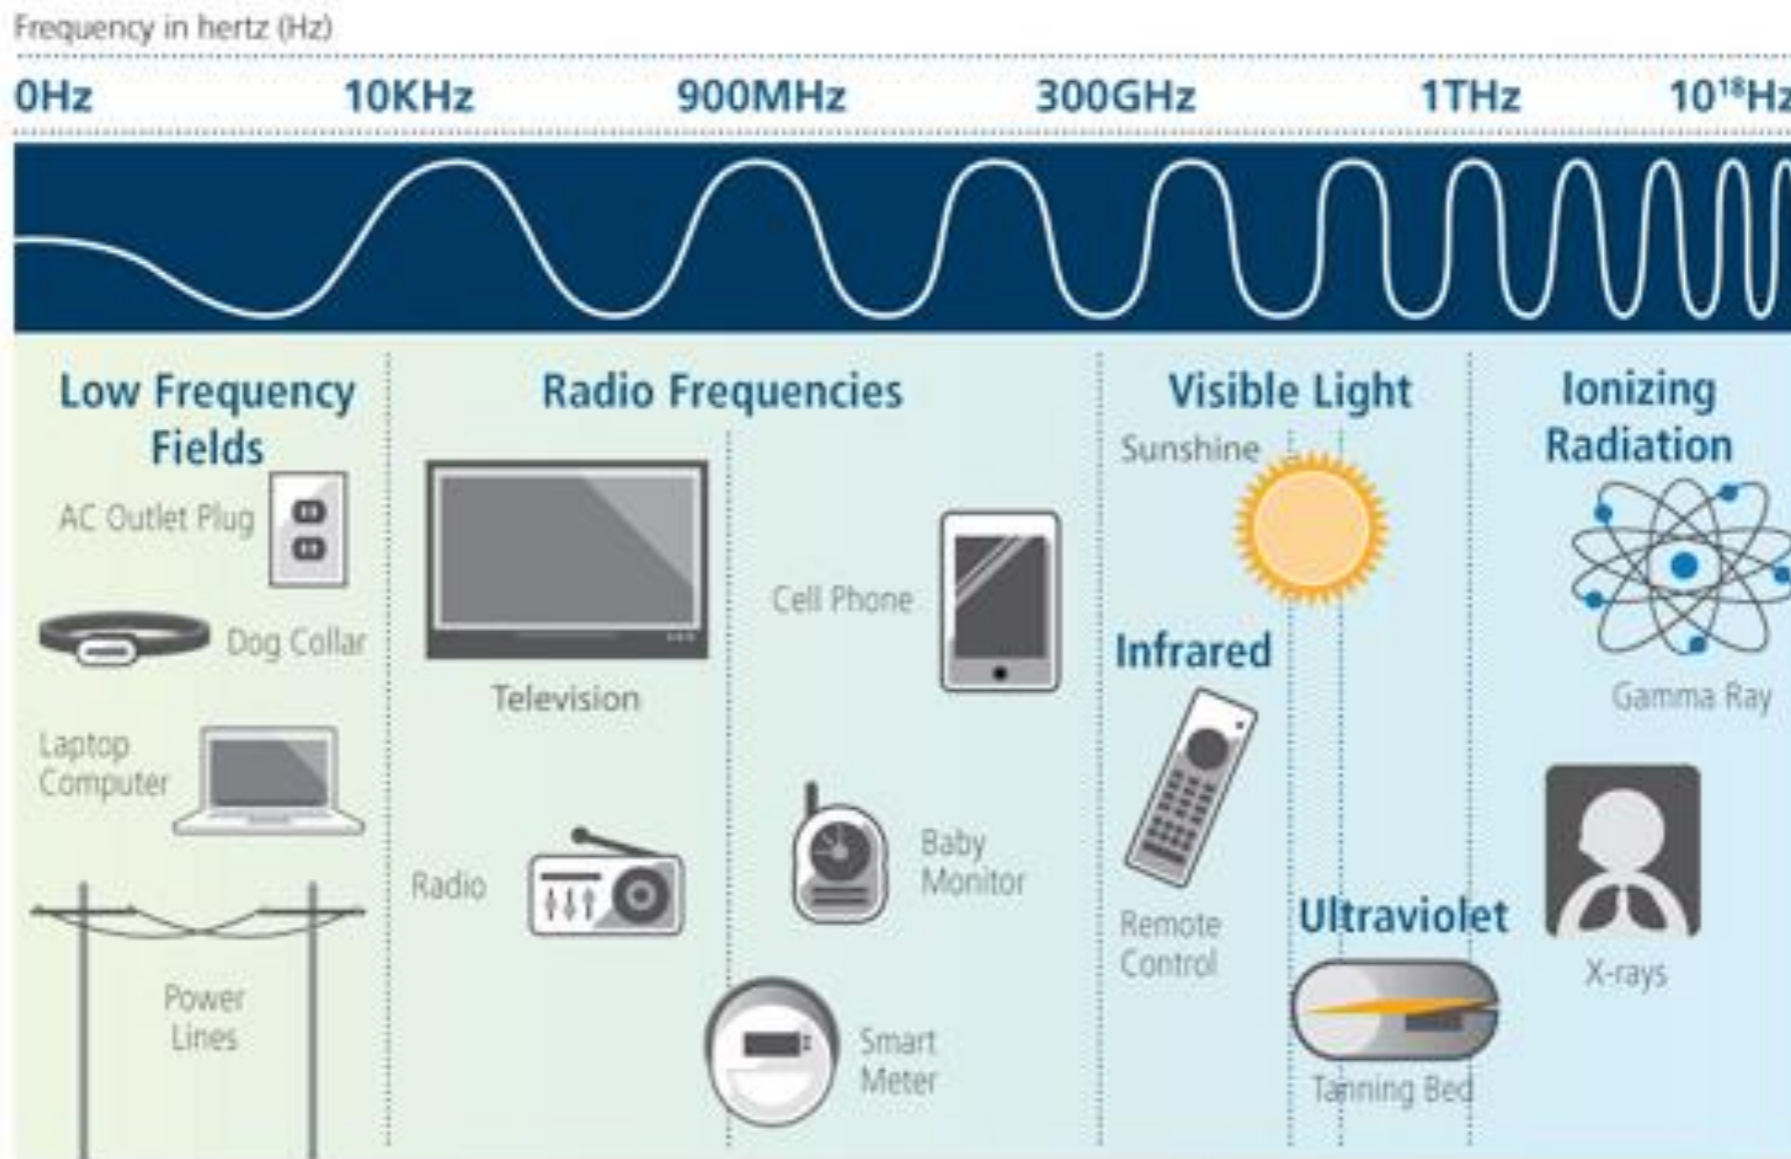 Frequency in hertz (Hz)
0Hz 10KHz 900MHz 300GHz 1THz 10¹⁸Hz
Low Frequency
Fields
AC Outlet Plug
Dog Collar
Laptop
Computer
Power
Lines
Radio Frequencies
Television
Radio
Cell Phone
Baby
Monitor
Smart
Meter
Visible Light
Sunshine
Infrared
Remote
Control
Ultraviolet
Tanning Bed
Ionizing
Radiation
Gamma Ray
X-rays